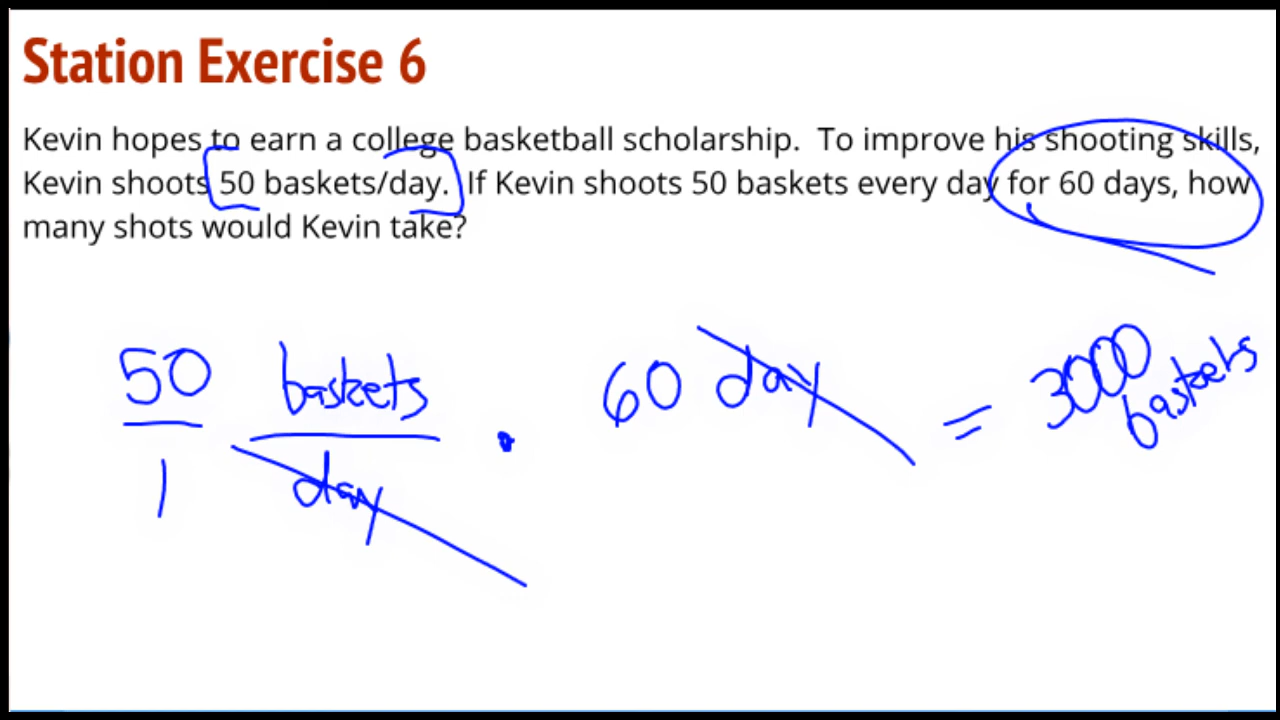 Station Exercise 6
Kevin hopes to earn a college basketball scholarship. To improve his shooting skills,
Kevin shoots 50 baskets/day. If Kevin shoots 50 baskets every day for 60 days, how
many shots would Kevin take?
50 baskets · 60 day = 3000 baskets
1 day